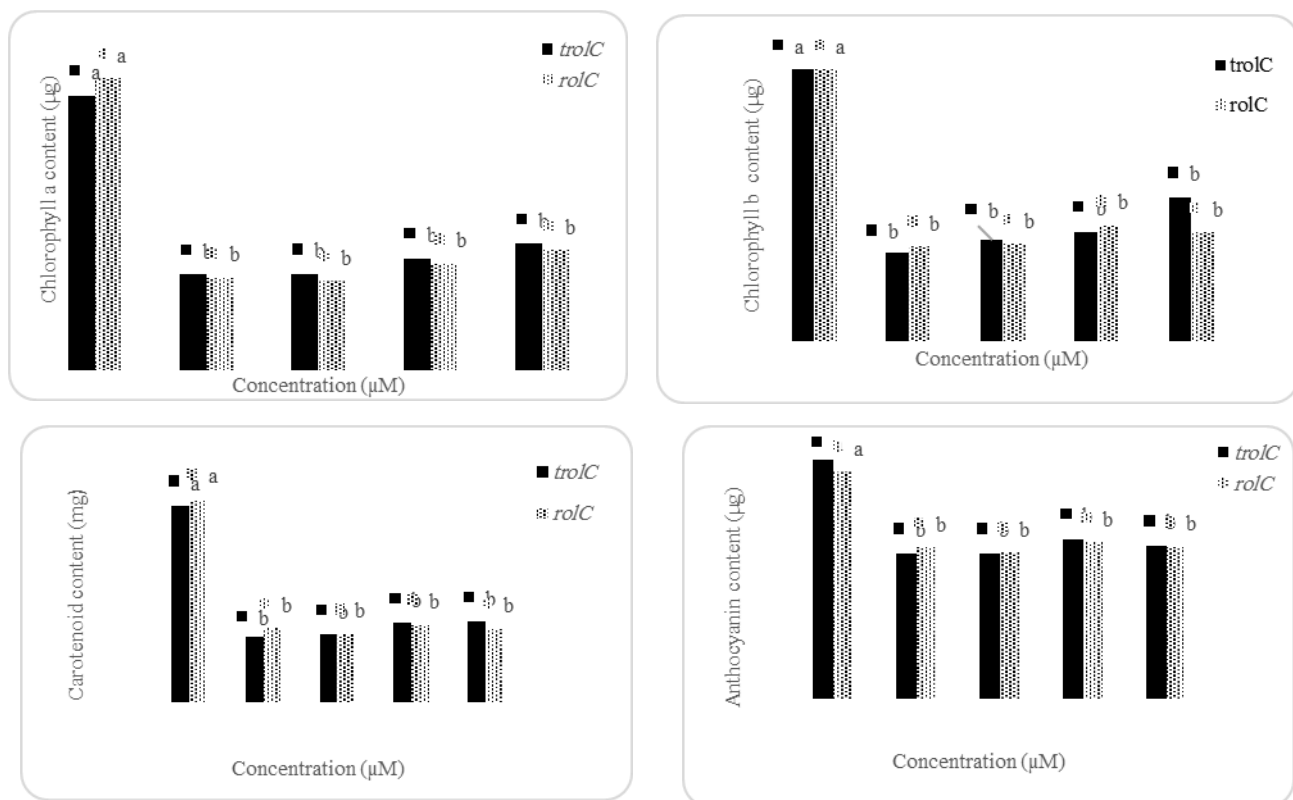 Chlorophyll a content (µg)
a
a
b
b
b
b
b
b
b
b
trolC
rolC
Concentration (µM)
Chlorophyll b content (µg)
a
a
b
b
b
b
b
b
b
b
trolC
rolC
Concentration (µM)
Carotenoid content (mg)
a
a
b
b
b
b
b
b
b
b
trolC
rolC
Concentration (µM)
Anthocyanin content (µg)
a
b
b
b
b
b
b
b
trolC
rolC
Concentration (µM)